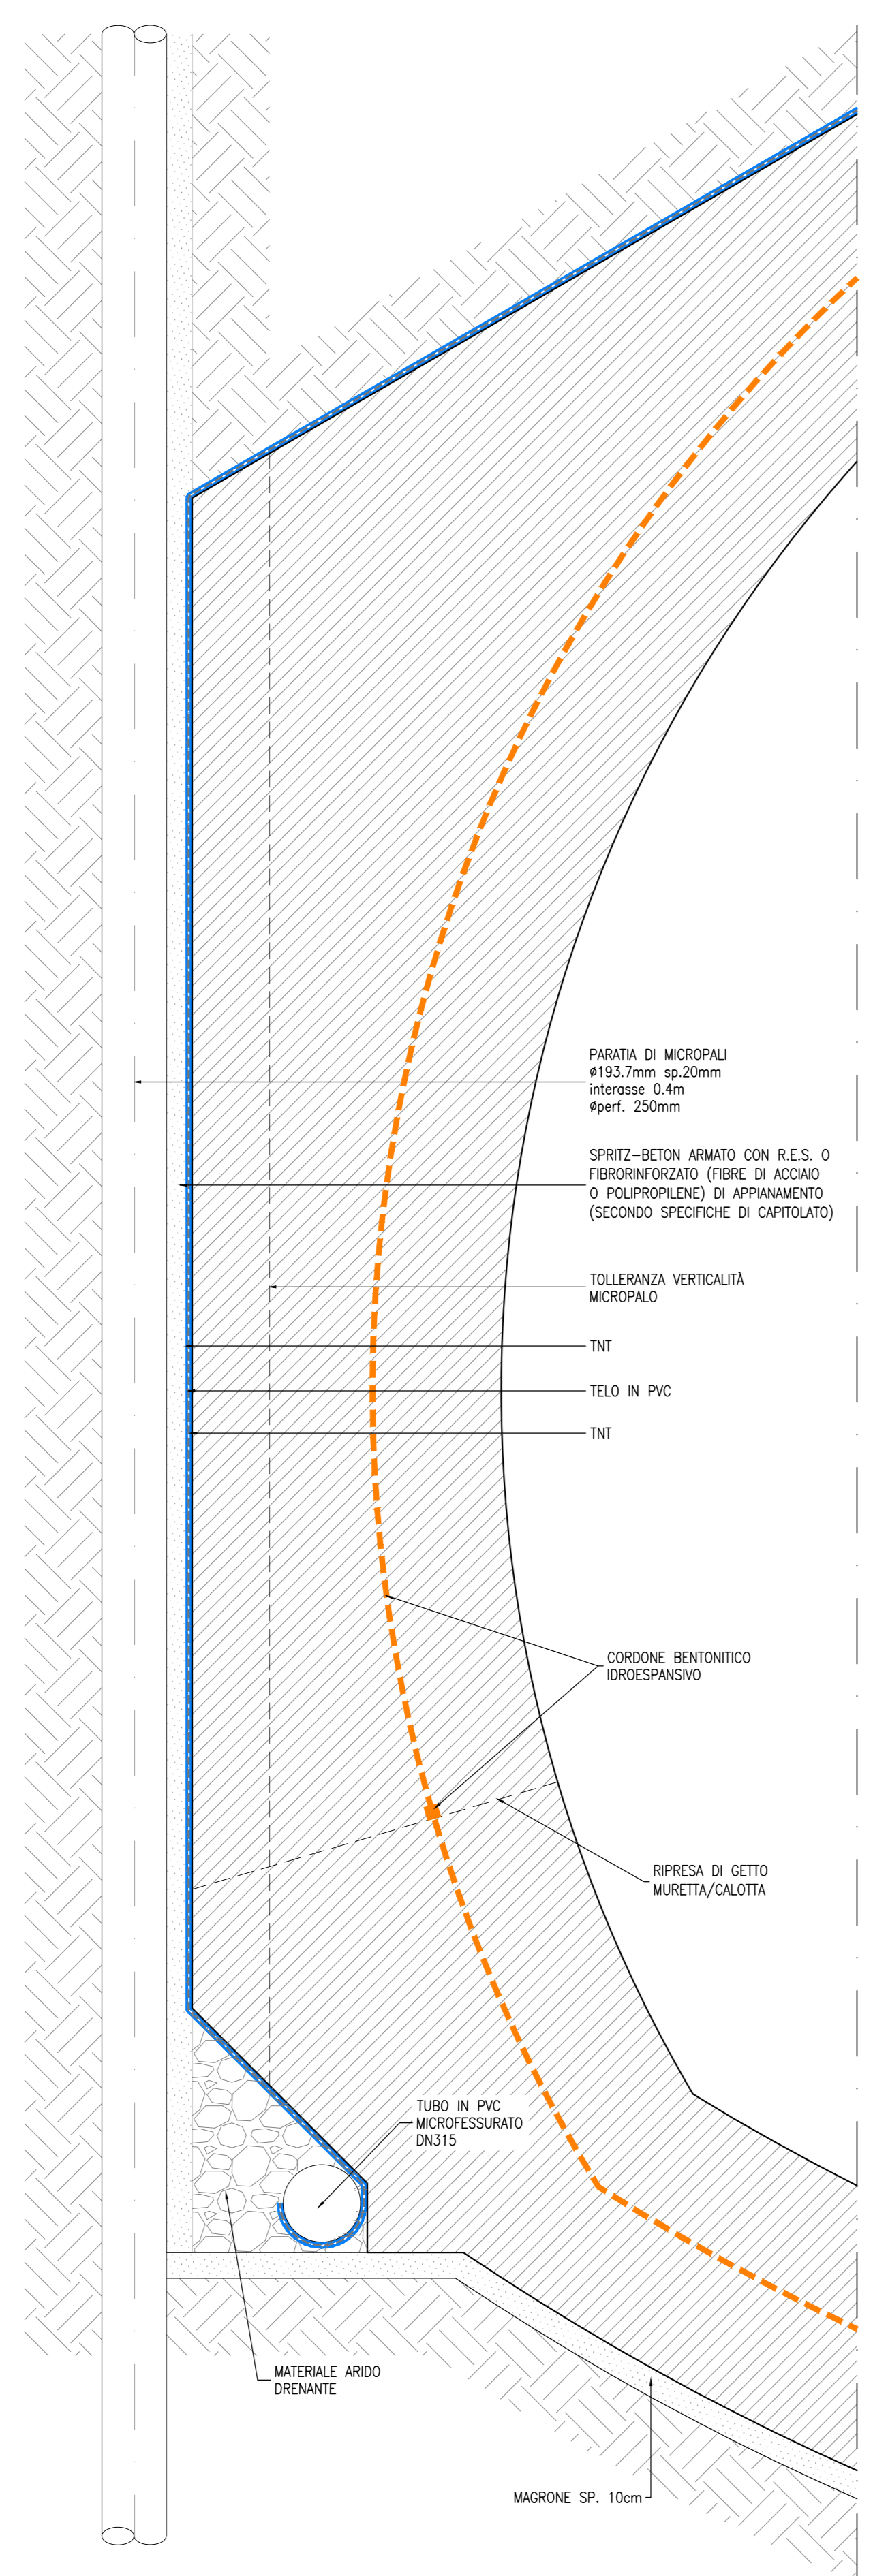 PARATIA DI MICROPALI
ø193.7mm sp.20mm
interasse 0.4m
øperf. 250mm
SPRITZ-BETON ARMATO CON R.E.S. O
FIBRORINFORZATO (FIBRE DI ACCIAIO
O POLIPROPILENE) DI APPIANAMENTO
(SECONDO SPECIFICHE DI CAPITOLATO)
TOLLERANZA VERTICALITÀ
MICROPALO
TNT
TELO IN PVC
TNT
CORDONE BENTONITICO
IDROESPANSIVO
RIPRESA DI GETTO
MURETTA/CALOTTA
TUBO IN PVC
MICROFESSURATO
DN315
MATERIALE ARIDO
DRENANTE
MAGRONE SP. 10cm